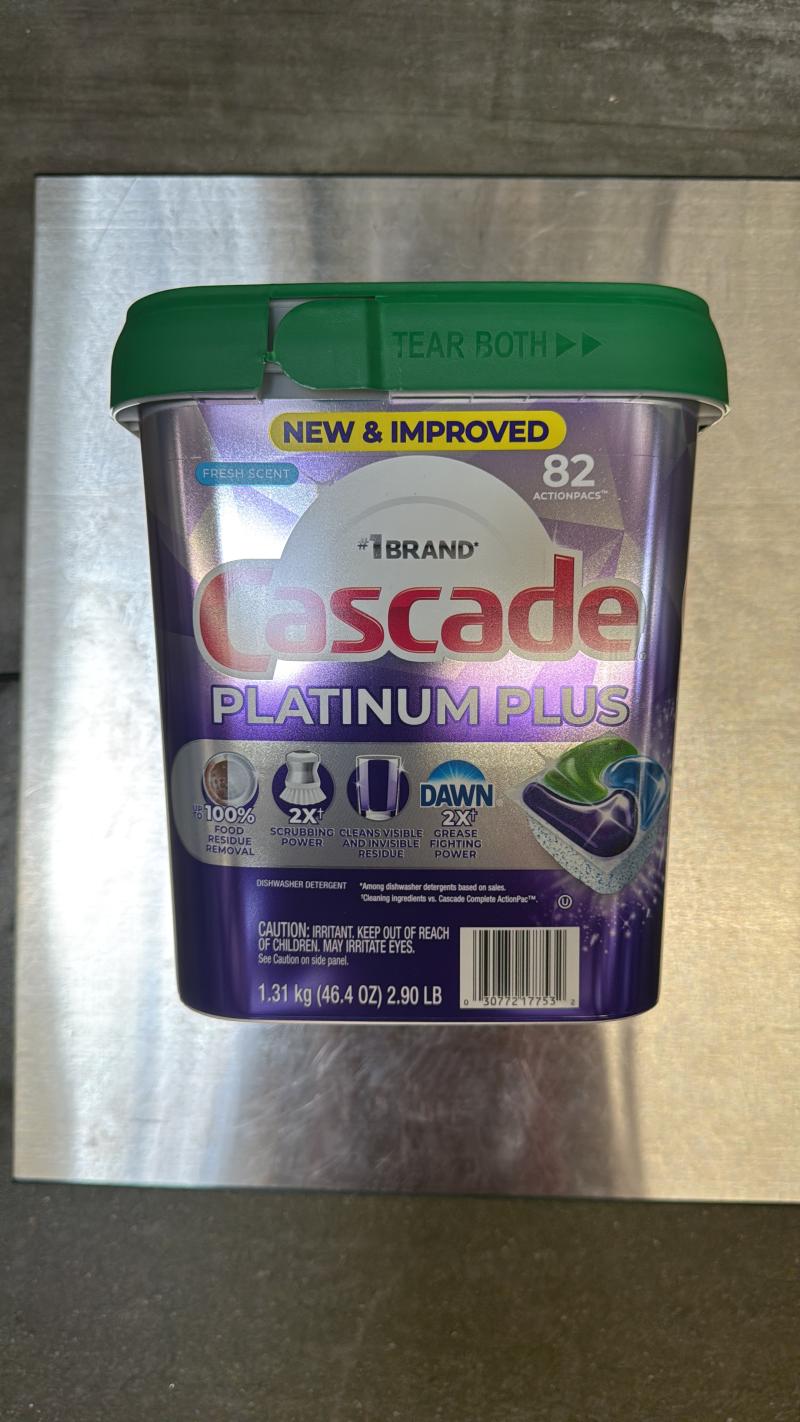 TEAR BOTH ▶▶
NEW & IMPROVED
FRESH SCENT
82
ACTIONPACS™
#1 BRAND*
Cascade
PLATINUM PLUS
UP TO 100%
FOOD
RESIDUE
REMOVAL
2X†
SCRUBBING
POWER
CLEANS VISIBLE
AND INVISIBLE
RESIDUE
DAWN
2X†
GREASE
FIGHTING
POWER
DISHWASHER DETERGENT
*Among dishwasher detergents based on sales.
†Cleaning ingredients vs. Cascade Complete ActionPac™.
U
CAUTION: IRRITANT. KEEP OUT OF REACH
OF CHILDREN. MAY IRRITATE EYES.
See Caution on side panel.
1.31 kg (46.4 OZ) 2.90 LB
0 30772 17753 2